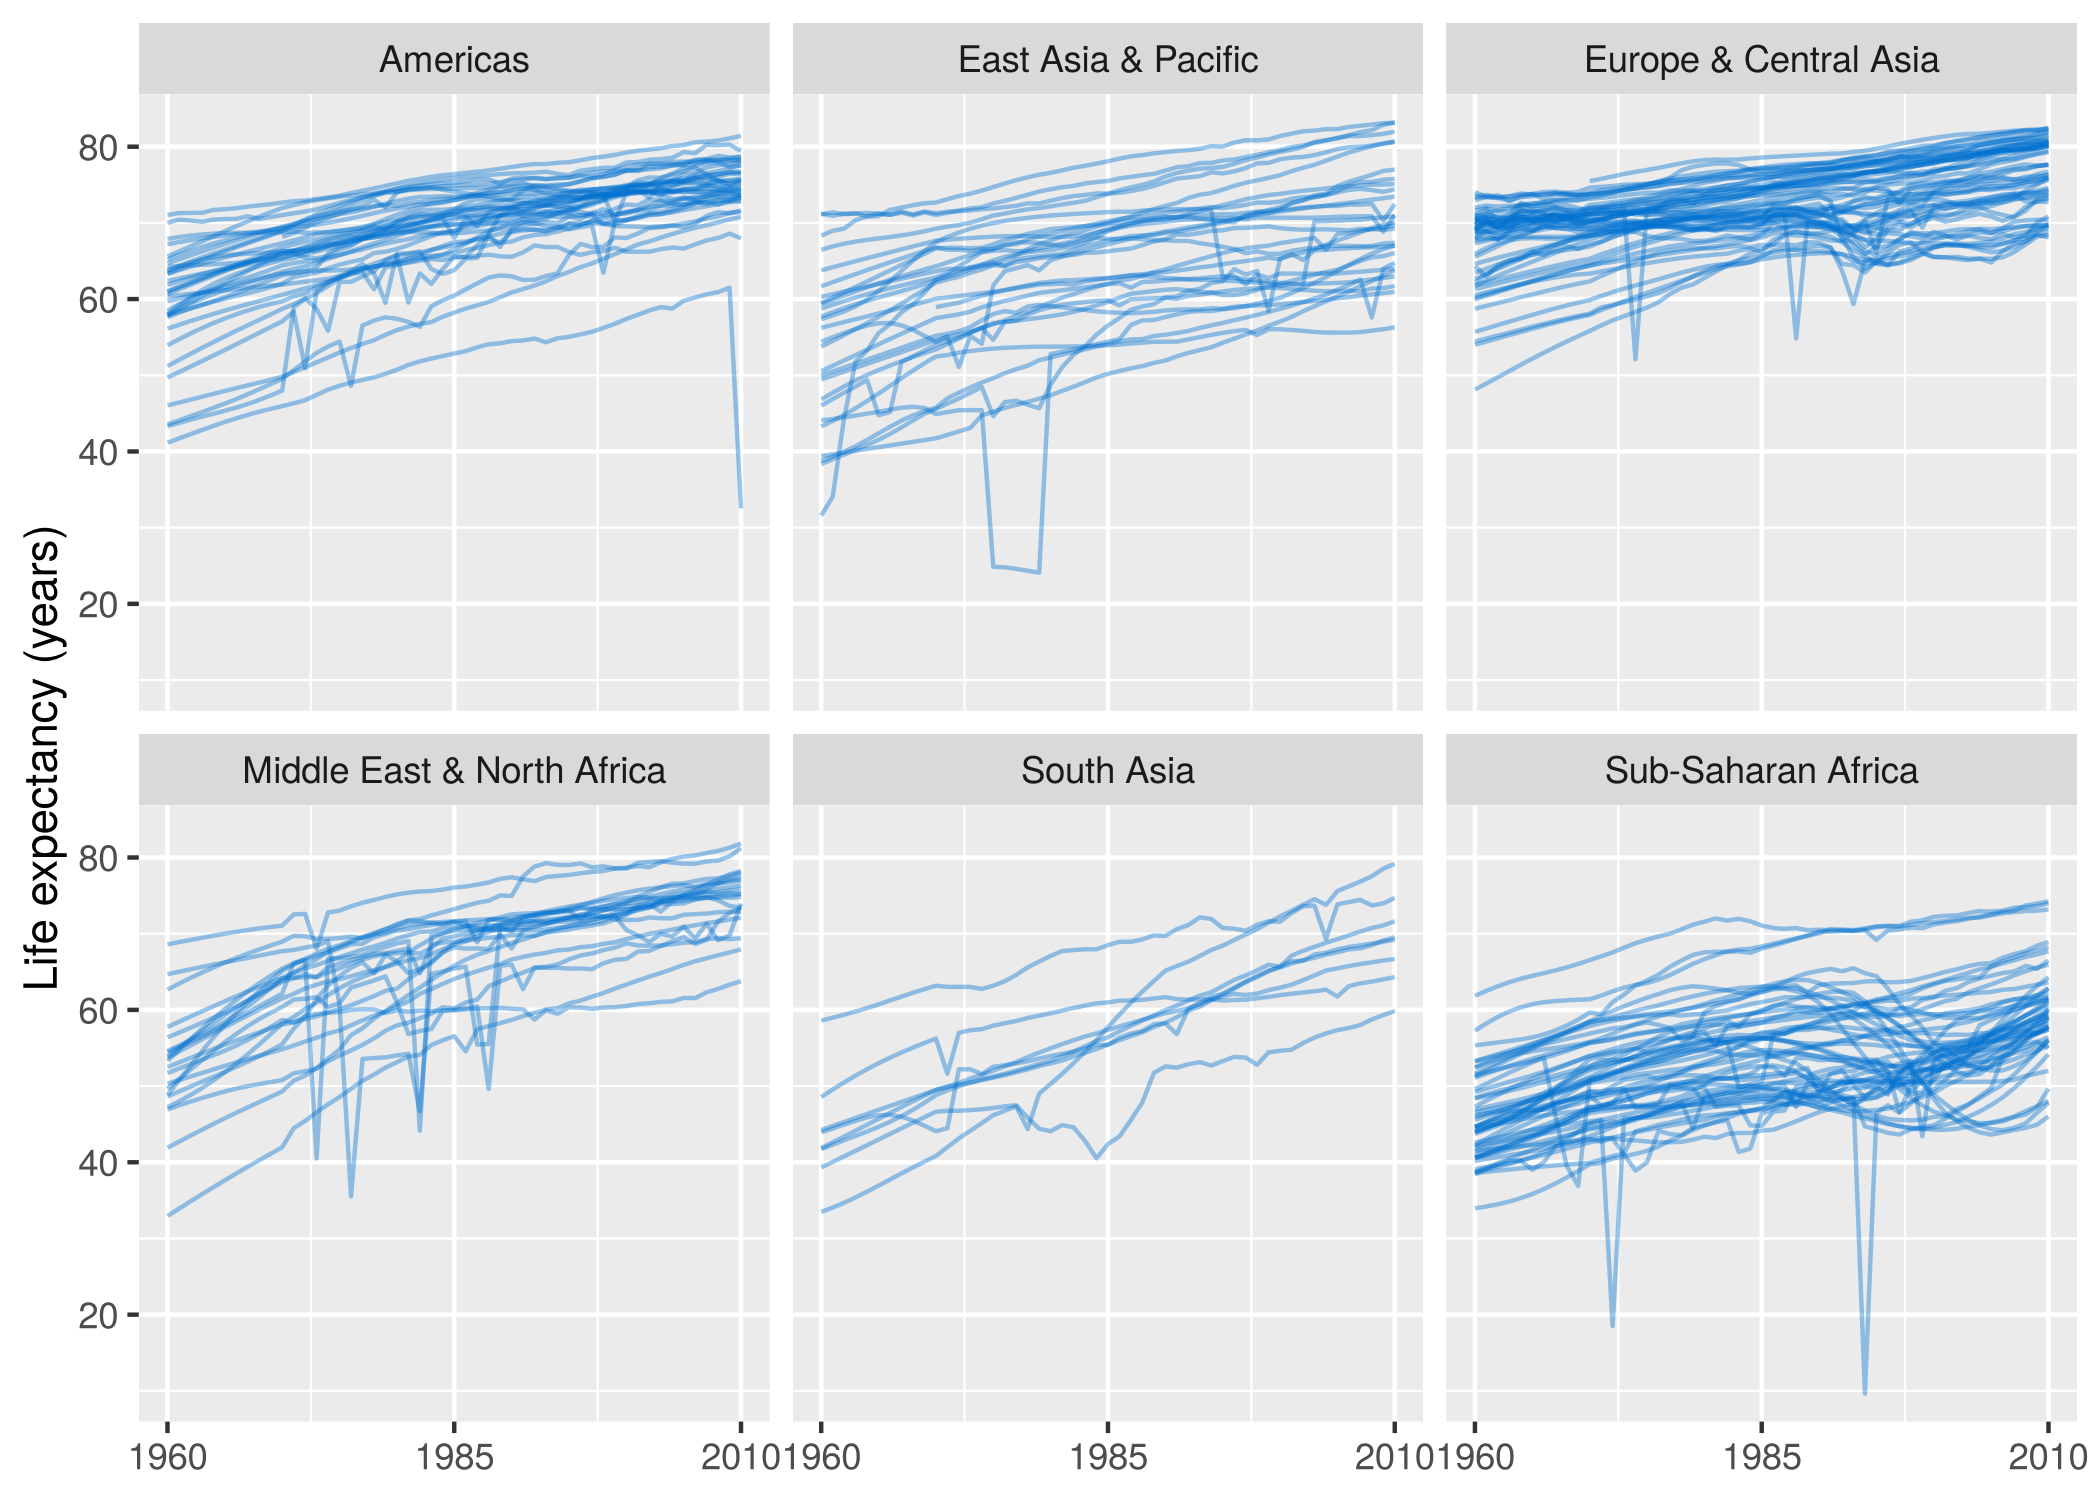 Americas
East Asia & Pacific
Europe & Central Asia
80
60
40
20
Life expectancy (years)
Middle East & North Africa
South Asia
Sub-Saharan Africa
80
60
40
20
1960 1985 2010 1960 1985 2010 1960 1985 2010